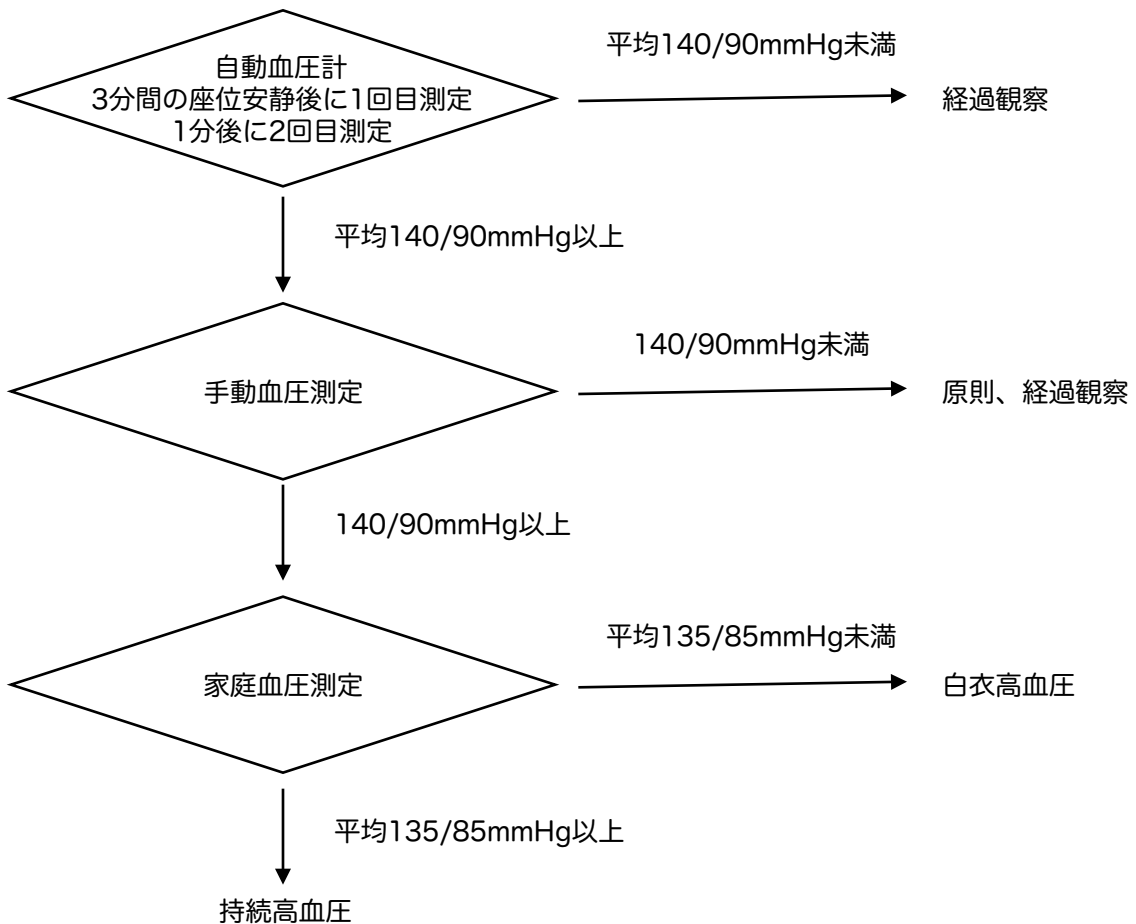 自動血圧計
3分間の座位安静後に1回目測定
1分後に2回目測定
平均140/90mmHg未満
経過観察
平均140/90mmHg以上
手動血圧測定
140/90mmHg未満
原則、経過観察
140/90mmHg以上
家庭血圧測定
平均135/85mmHg未満
白衣高血圧
平均135/85mmHg以上
持続高血圧